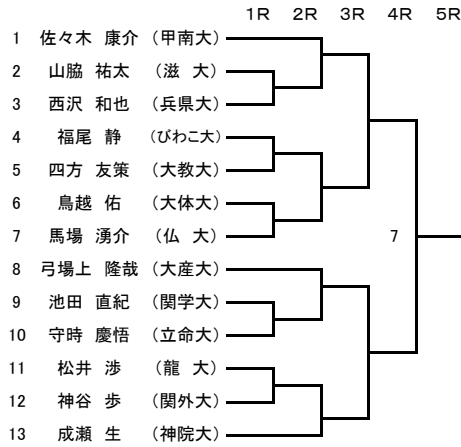 1R 2R 3R 4R 5R
1 佐々木 康介 (甲南大)
2 山脇 祐太 (滋 大)
3 西沢 和也 (兵県大)
4 福尾 静 (びわこ大)
5 四方 友策 (大教大)
6 鳥越 佑 (大体大)
7 馬場 湧介 (仏 大) 7
8 弓場上 隆哉 (大産大)
9 池田 直紀 (関学大)
10 守時 慶悟 (立命大)
11 松井 渉 (龍 大)
12 神谷 歩 (関外大)
13 成瀬 生 (神院大)